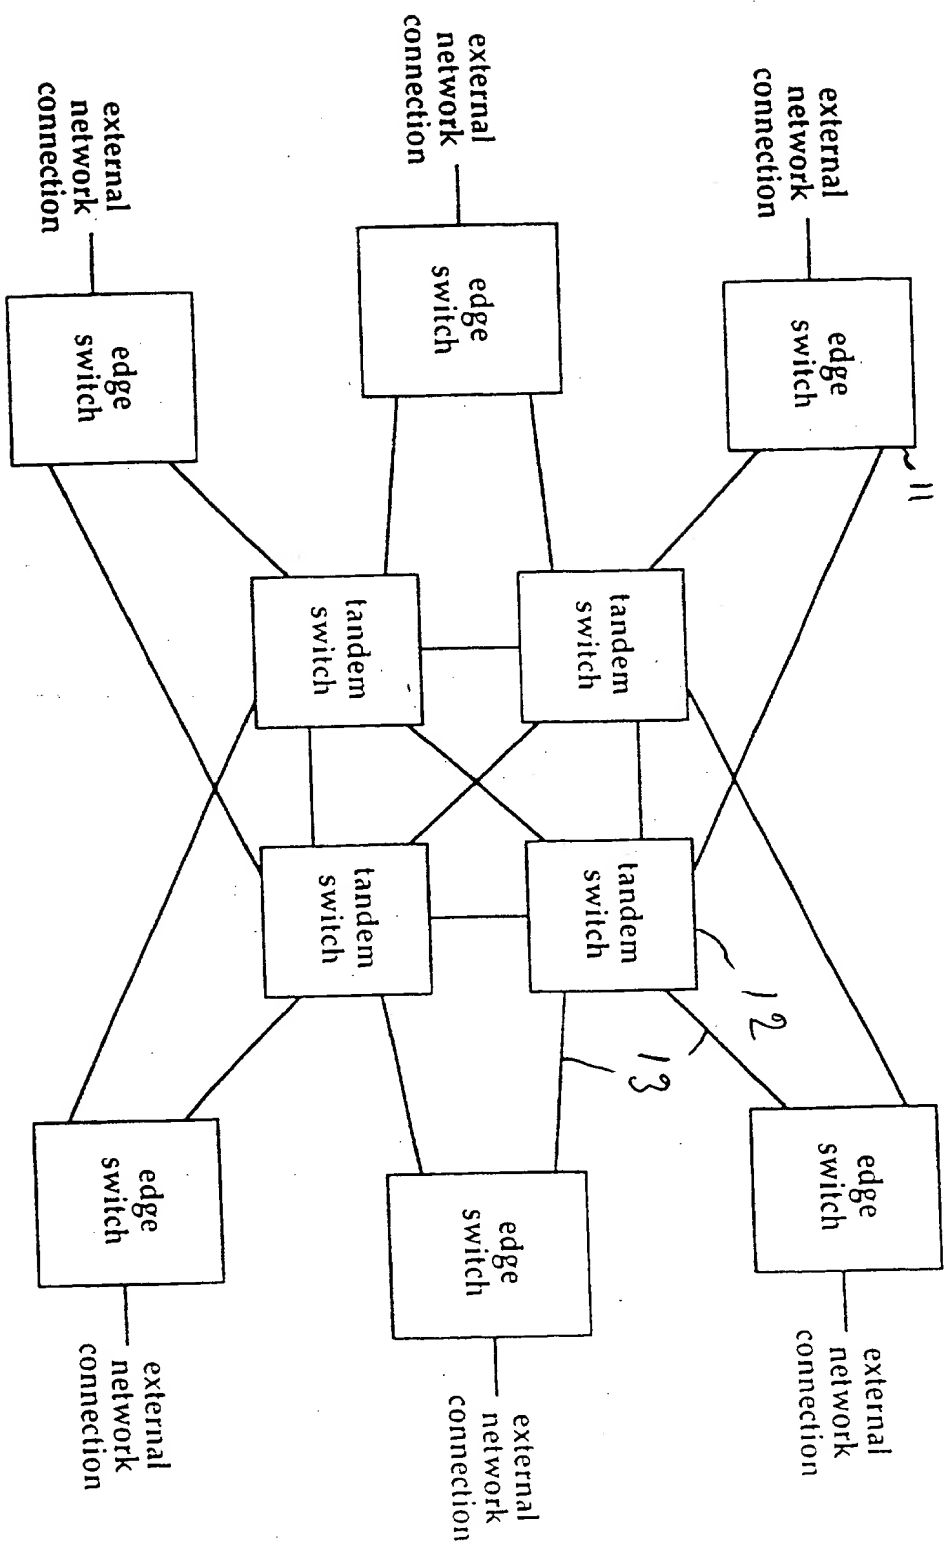 external
network
connection
edge
switch
11
external
network
connection
edge
switch
external
network
connection
edge
switch
tandem
switch
tandem
switch
tandem
switch
12
tandem
switch
13
edge
switch
external
network
connection
edge
switch
external
network
connection
edge
switch
external
network
connection